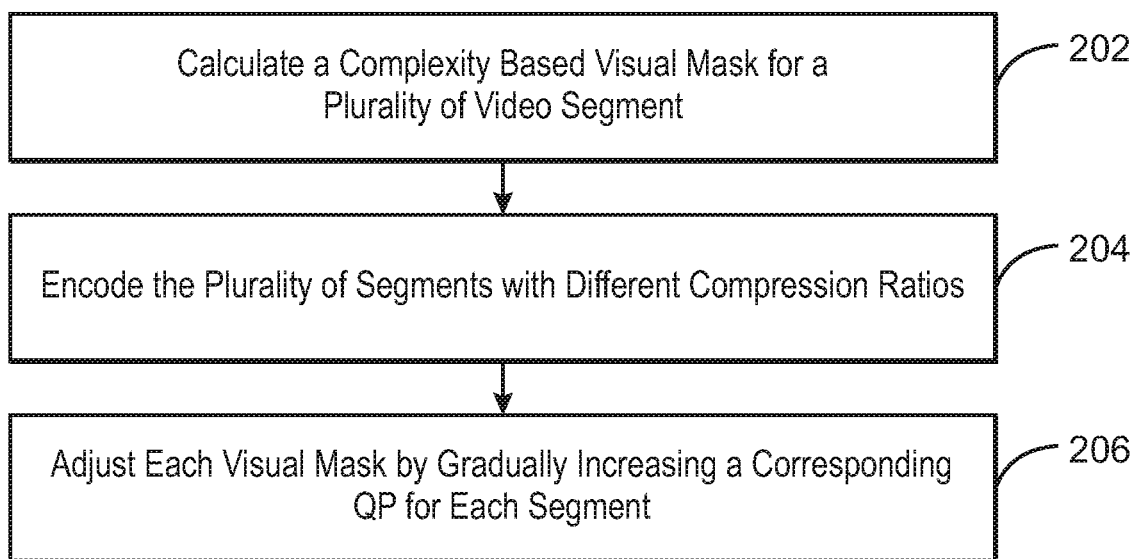 Calculate a Complexity Based Visual Mask for a
Plurality of Video Segment
202
Encode the Plurality of Segments with Different Compression Ratios
204
Adjust Each Visual Mask by Gradually Increasing a Corresponding
QP for Each Segment
206